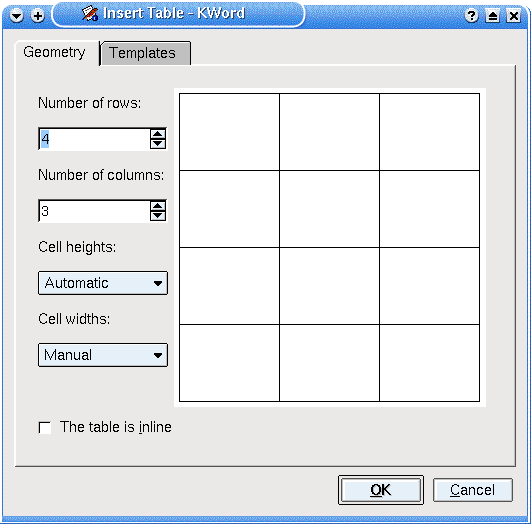 Insert Table - KWord
Geometry
Templates
Number of rows:
4
Number of columns:
3
Cell heights:
Automatic
Cell widths:
Manual
The table is inline
OK
Cancel